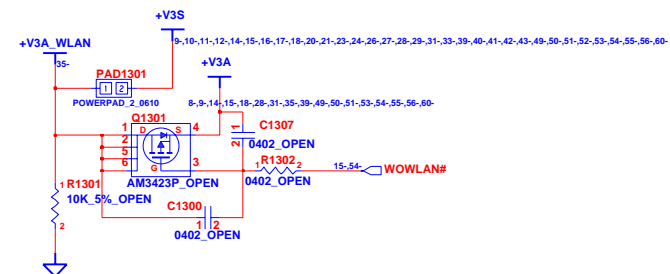 +V3S
9-,10-,11-,12-,14-,15-,16-,17-,18-,20-,21-,23-,24-,26-,27-,28-,29-,31-,33-,39-,40-,41-,42-,43-,49-,50-,51-,52-,53-,54-,55-,56-,60-
+V3A_WLAN
35-
PAD1301
1 2
POWERPAD_2_0610
+V3A
8-,9-,14-,15-,18-,28-,31-,35-,39-,49-,50-,51-,53-,54-,55-,56-,60-
Q1301
1 D S 4
2
5
6 G 3
AM3423P_OPEN
1 C1307
2 0402_OPEN
1 R1302 2
0402_OPEN
15-,54- WOWLAN#
1 R1301
10K_5%_OPEN
2
C1300
1 2
0402_OPEN